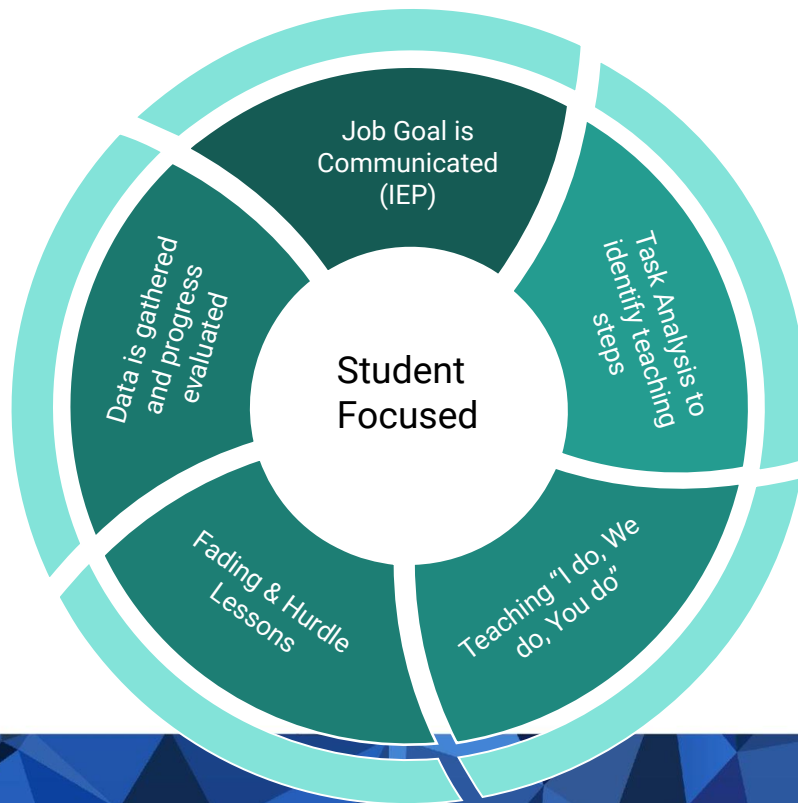 Job Goal is
Communicated
(IEP)
Task Analysis to
identify teaching
steps
Teaching “I do, We
do, You do”
Fading & Hurdle
Lessons
Data is gathered
and progress
evaluated
Student
Focused